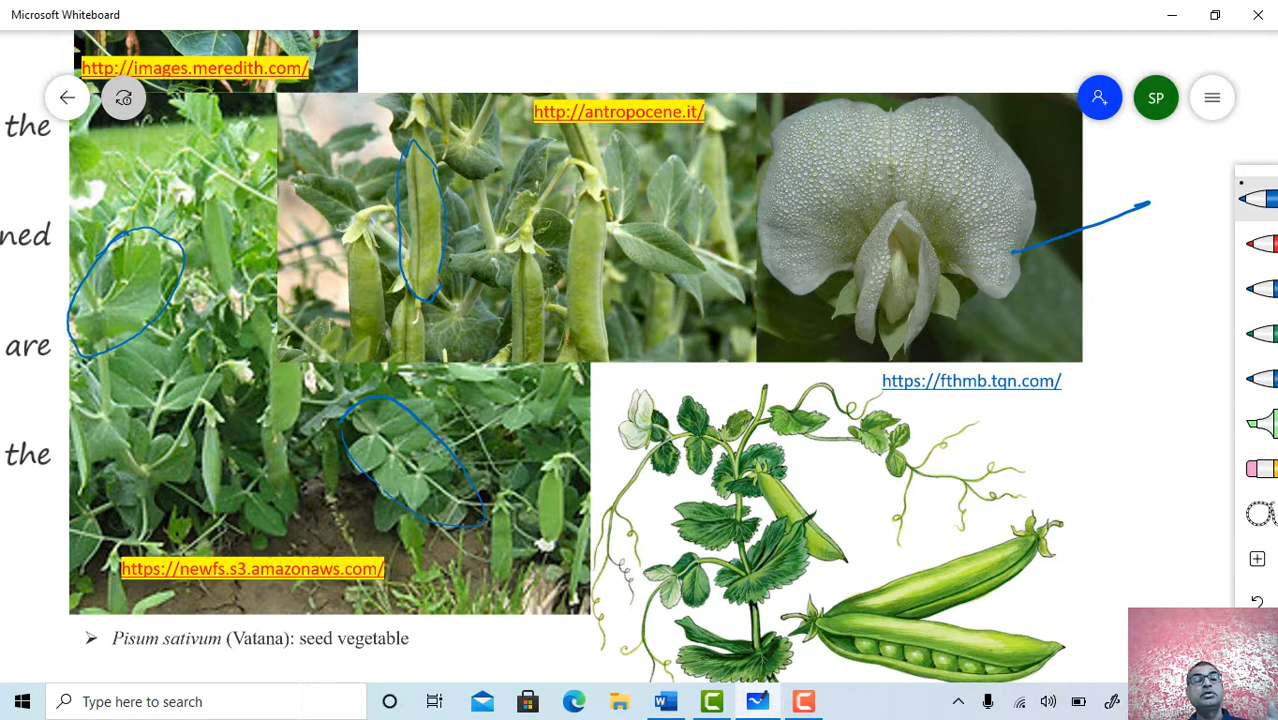 Microsoft Whiteboard
http://images.meredith.com/
the
http://antropocene.it/
SP
ned
are
https://fthmb.tqn.com/
the
https://newfs.s3.amazonaws.com/
➢ Pisum sativum (Vatana): seed vegetable
Type here to search